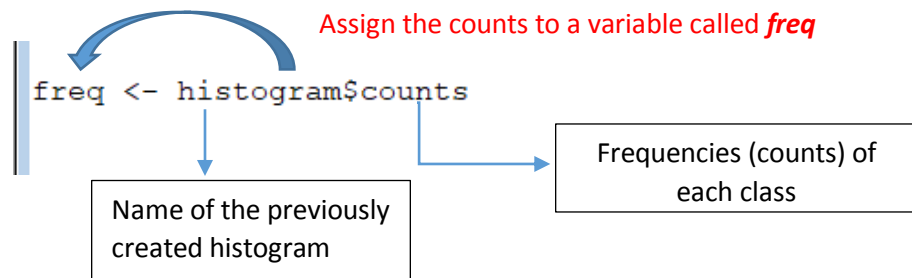 Assign the counts to a variable called freq
freq <- histogram$counts
Name of the previously
created histogram
Frequencies (counts) of
each class